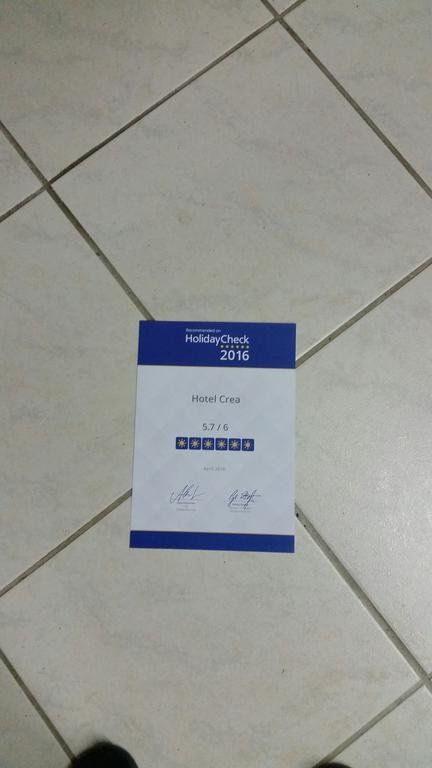 Recommended on
HolidayCheck
2016
Hotel Crea
5.7 / 6
April 2016